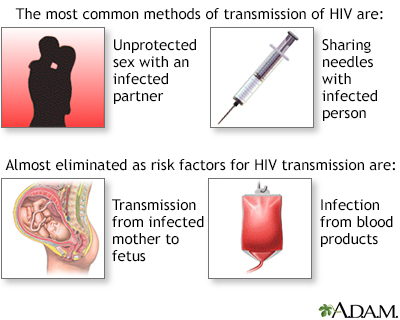 The most common methods of transmission of HIV are:
Unprotected
sex with an
infected
partner
Sharing
needles
with
infected
person
Almost eliminated as risk factors for HIV transmission are:
Transmission
from infected
mother to
fetus
Infection
from blood
products
ADAM.